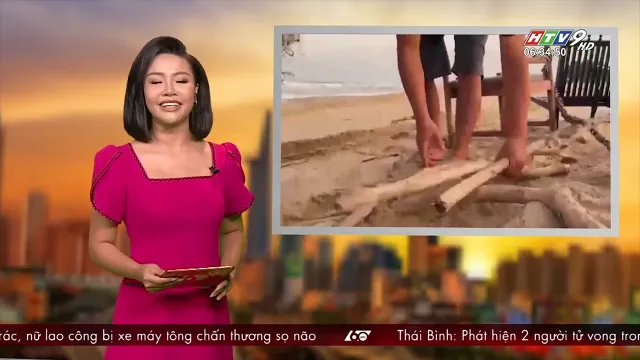 HTV9 HD
06:34:50
rác, nữ lao công bị xe máy tông chấn thương sọ não
60
Thái Bình: Phát hiện 2 người tử vong tron